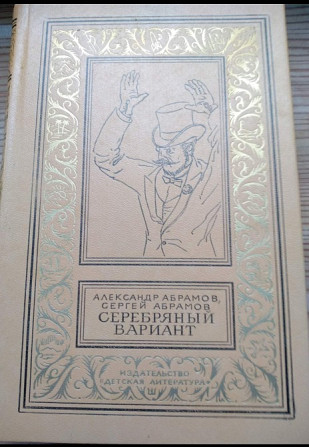 АЛЕКСАНДР АБРАМОВ,
СЕРГЕЙ АБРАМОВ
СЕРЕБРЯНЫЙ
ВАРИАНТ
ИЗДАТЕЛЬСТВО
«ДЕТСКАЯ ЛИТЕРАТУРА»